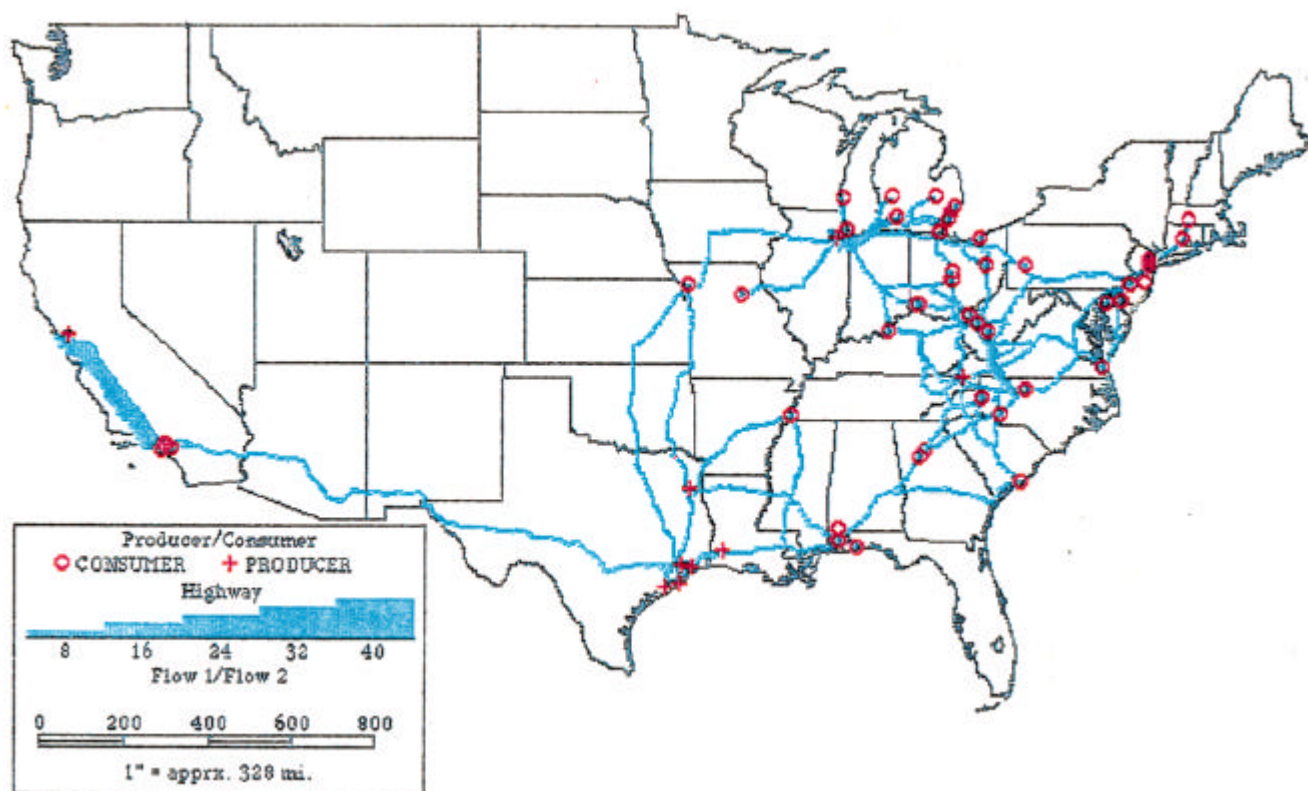 Producer/Consumer
CONSUMER + PRODUCER
Highway
8 16 24 32 40
Flow 1/Flow 2
0 200 400 600 800
1" = apprx. 328 mi.